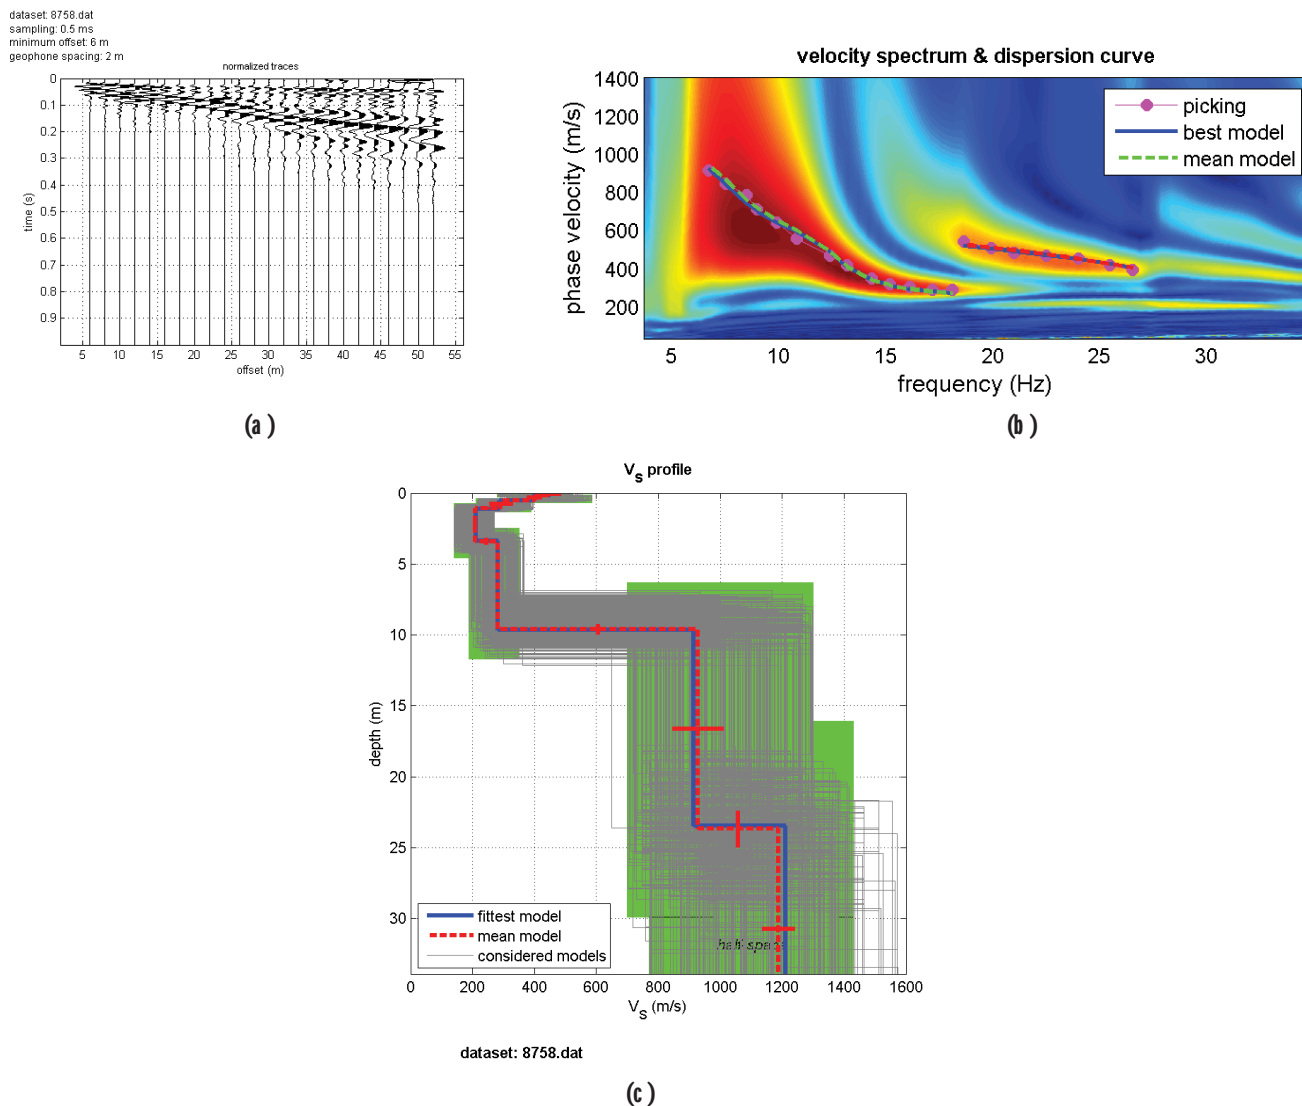 dataset: 8758.dat
sampling: 0.5 ms
minimum offset: 6 m
geophone spacing: 2 m
normalized traces
time (s)
0
0.1
0.2
0.3
0.4
0.5
0.6
0.7
0.8
0.9
5 10 15 20 25 30 35 40 45 50 55
offset (m)
(a)
velocity spectrum & dispersion curve
phase velocity (m/s)
1400
1200
1000
800
600
400
200
picking
best model
mean model
5 10 15 20 25 30
frequency (Hz)
(b)
Vs profile
depth (m)
0
5
10
15
20
25
30
fittest model
mean model
considered models
half-space
0 200 400 600 800 1000 1200 1400 1600
Vs (m/s)
dataset: 8758.dat
(c)